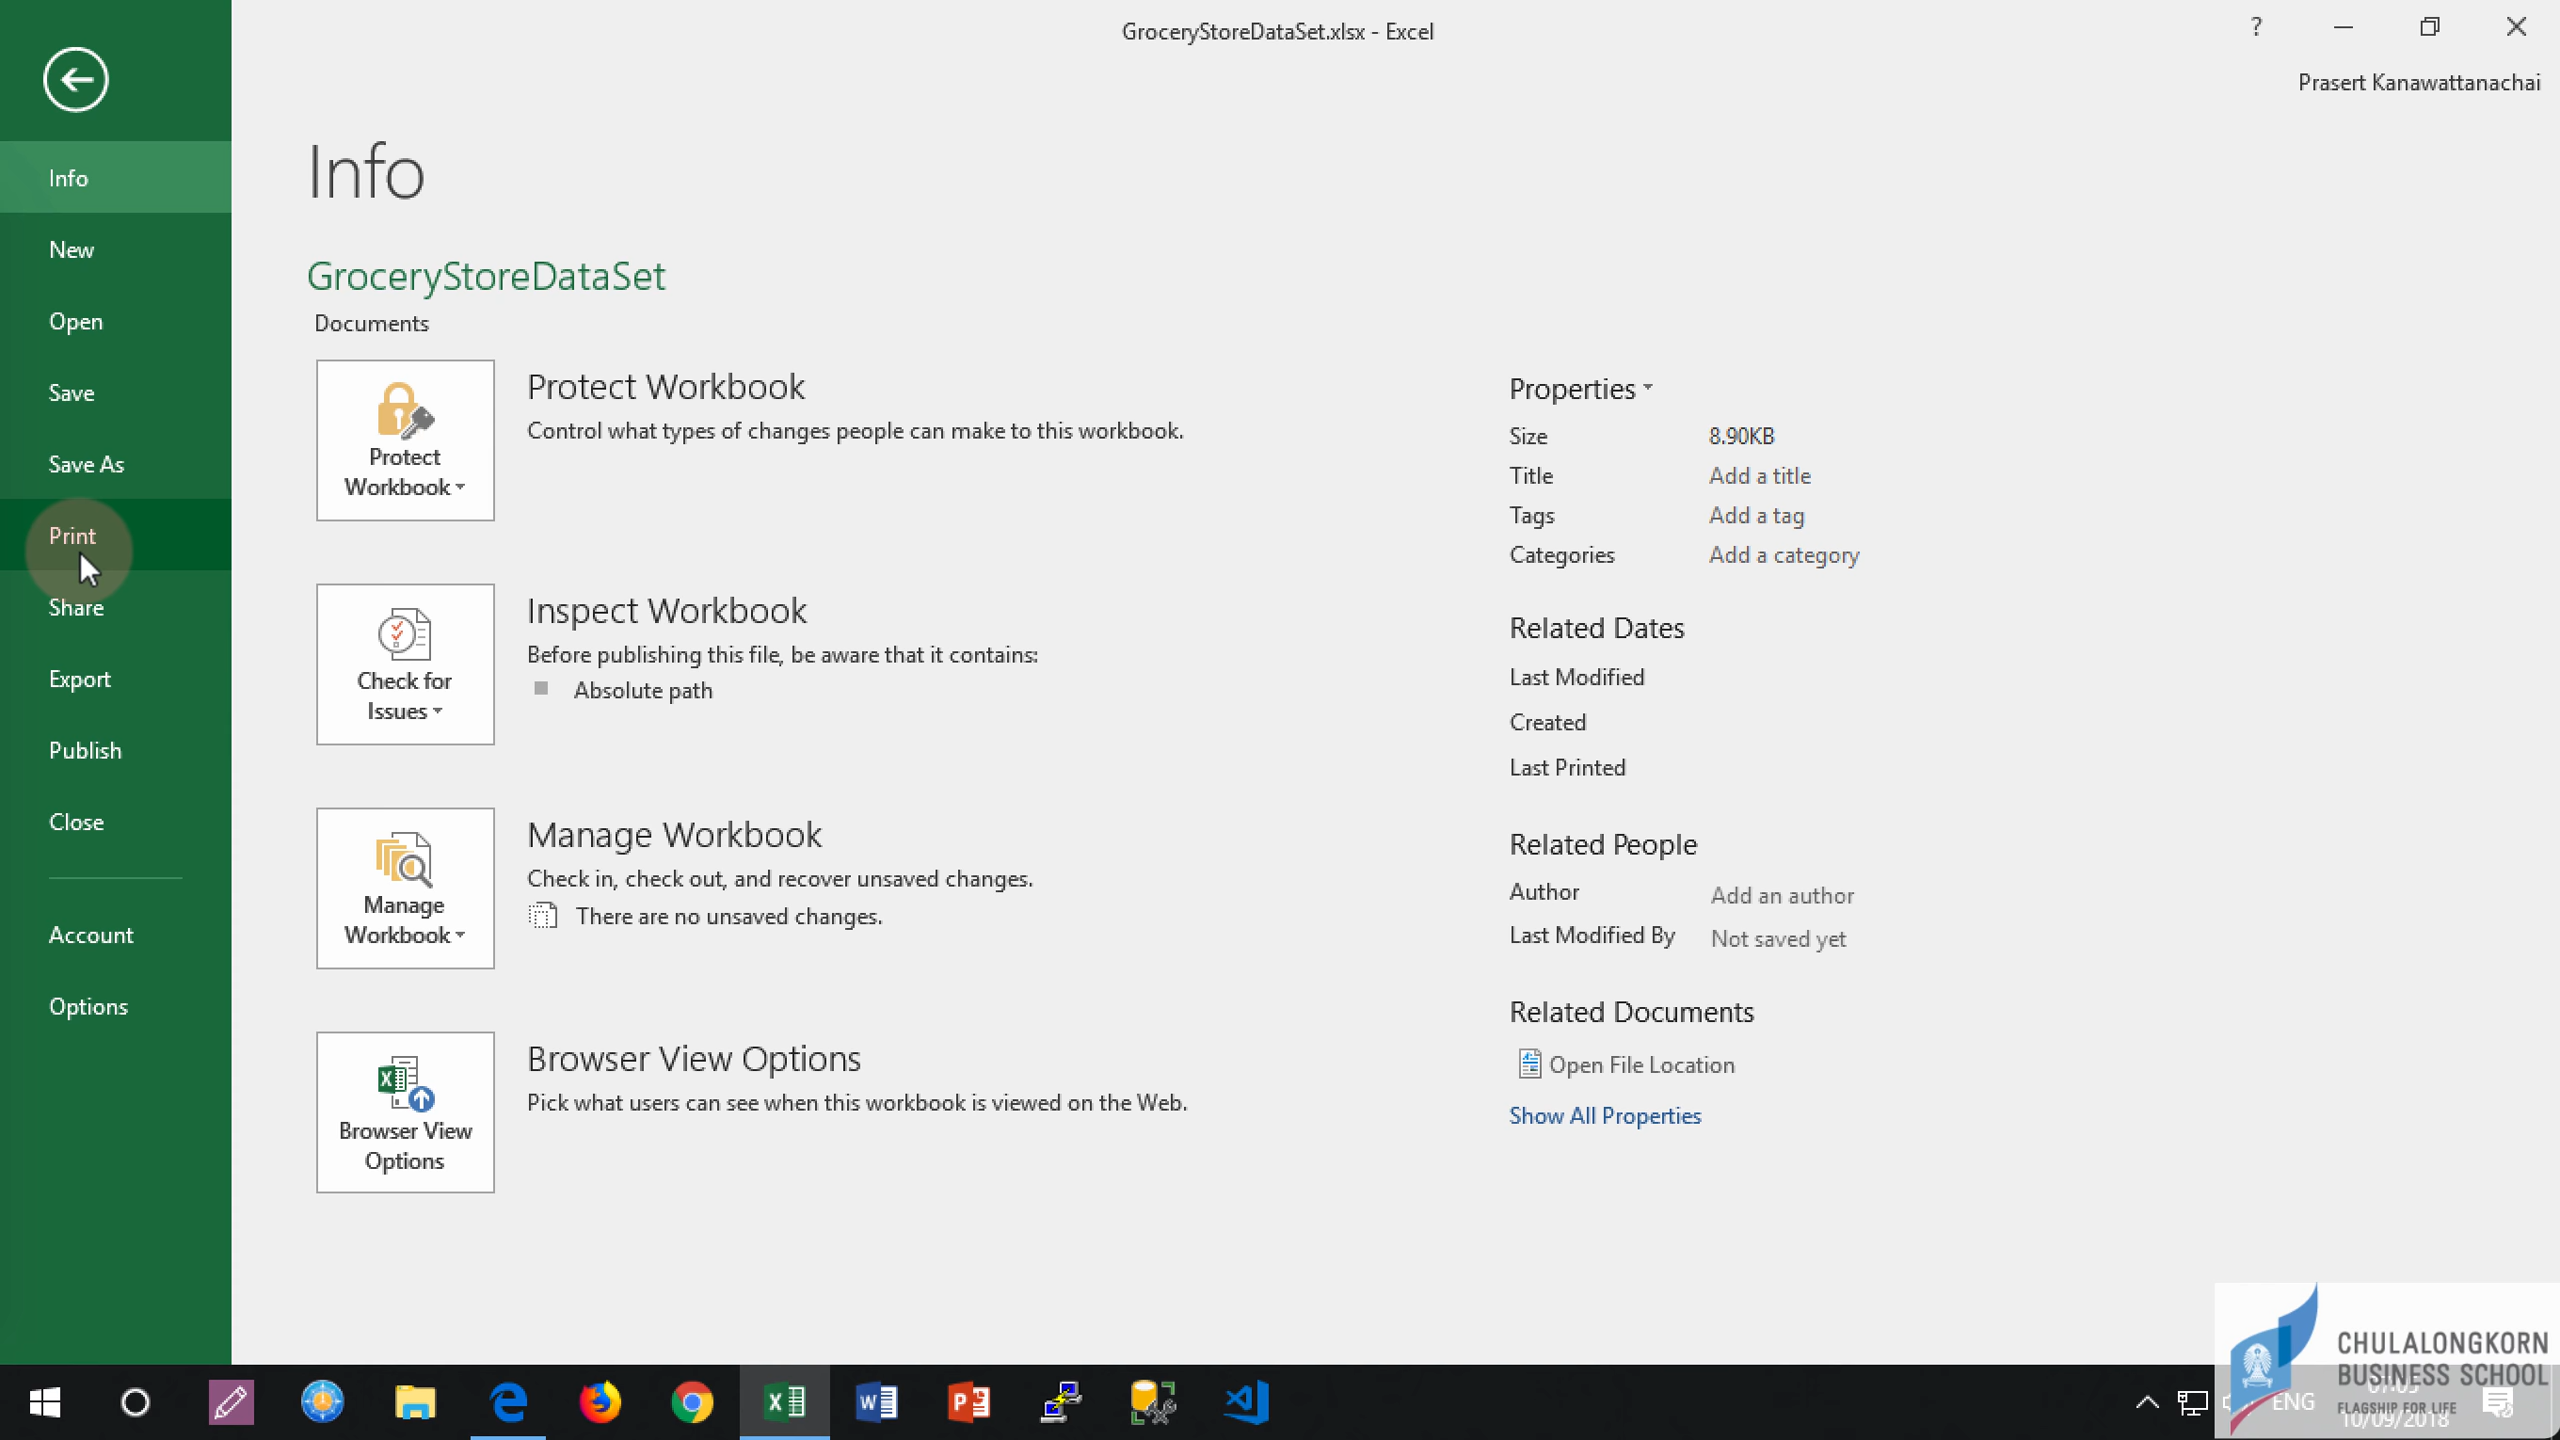 GroceryStoreDataSet.xlsx - Excel
?
Prasert Kanawattanachai
Info
New
Open
Save
Save As
Print
Share
Export
Publish
Close
Account
Options
Info
GroceryStoreDataSet
Documents
Protect
Workbook
Protect Workbook
Control what types of changes people can make to this workbook.
Check for
Issues
Inspect Workbook
Before publishing this file, be aware that it contains:
Absolute path
Manage
Workbook
Manage Workbook
Check in, check out, and recover unsaved changes.
There are no unsaved changes.
Browser View
Options
Browser View Options
Pick what users can see when this workbook is viewed on the Web.
Properties
Size 8.90KB
Title Add a title
Tags Add a tag
Categories Add a category
Related Dates
Last Modified
Created
Last Printed
Related People
Author Add an author
Last Modified By Not saved yet
Related Documents
Open File Location
Show All Properties
CHULALONGKORN
BUSINESS SCHOOL
FLAGSHIP FOR LIFE
ENG
07:05
10/09/2018